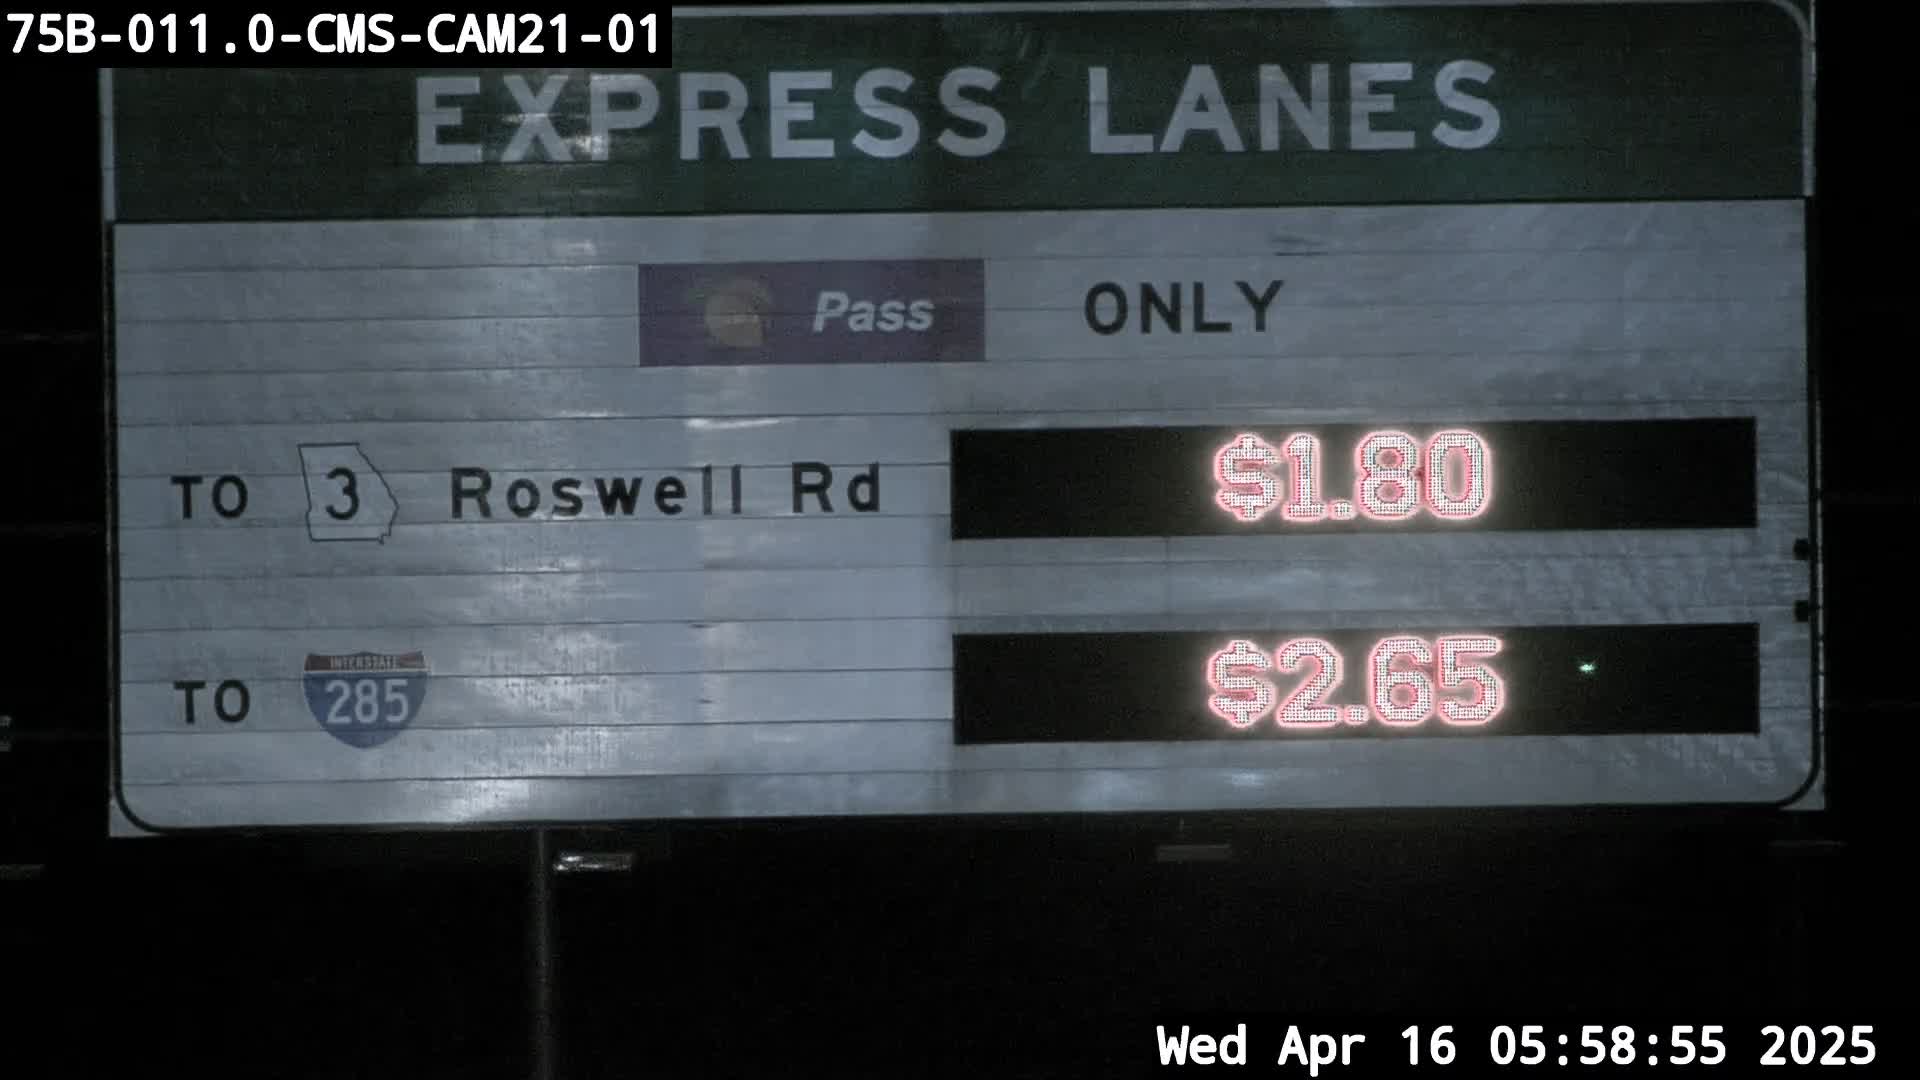 75B-011.0-CMS-CAM21-01
EXPRESS LANES
Pass ONLY
TO 3 Roswell Rd $1.80
INTERSTATE
TO 285 $2.65
Wed Apr 16 05:58:55 2025